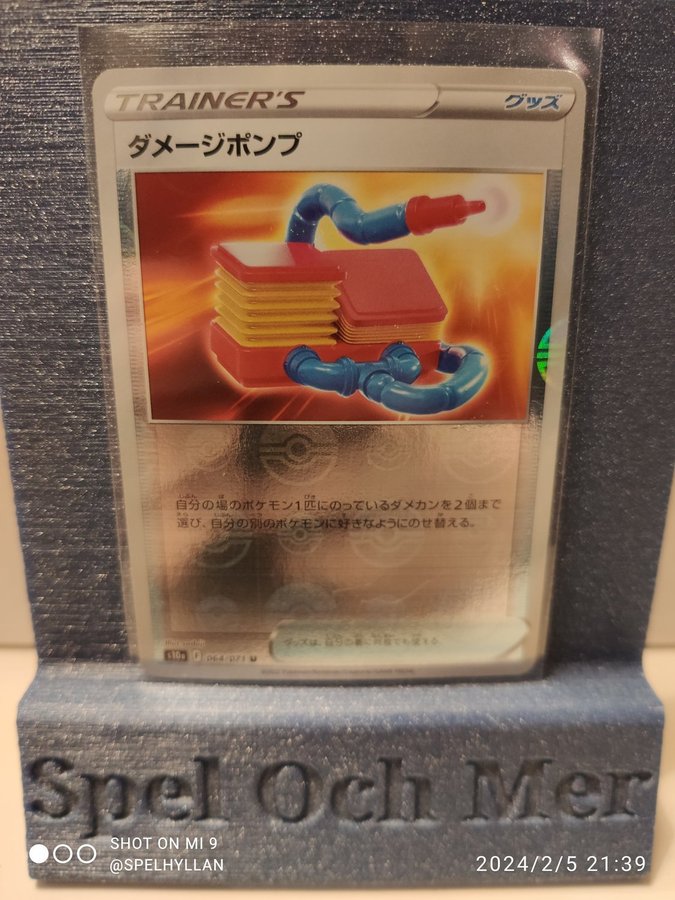 TRAINER'S グッズ
ダメージポンプ
自分の場のポケモン1匹にのっているダメカンを2個まで
選び、自分の別のポケモンに好きなようにのせ替える。
グッズは、自分の番に何枚でも使える。
s10a F 064/071 U
Spel Och Mer
SHOT ON MI 9
@SPELHYLLAN
2024/2/5 21:39